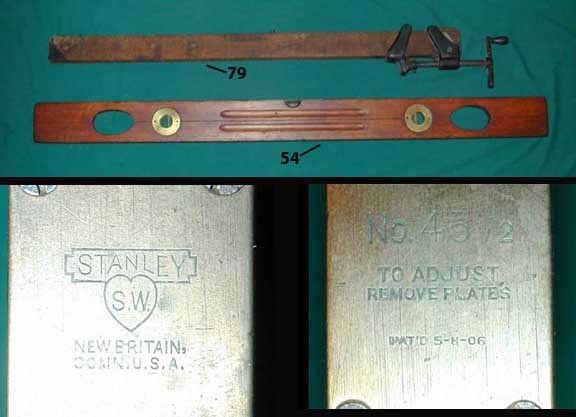 79
54
STANLEY
S.W.
NEW BRITAIN,
CONN. U.S.A.
No. 45 1/2
TO ADJUST
REMOVE PLATES
PAT'D 5-8-06